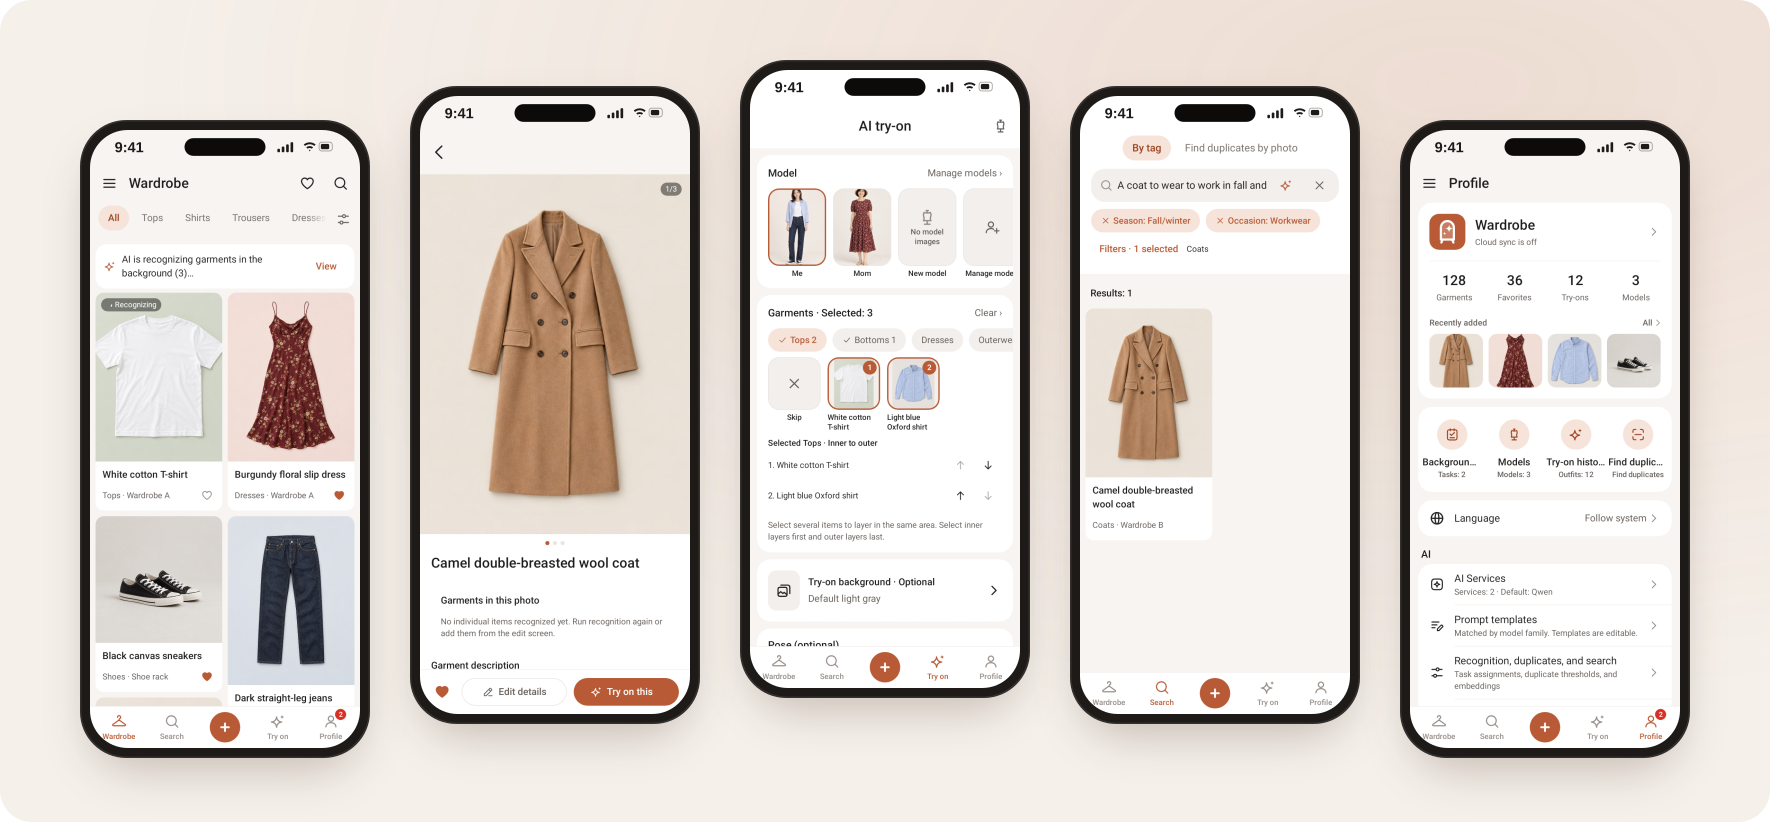 9:41
Wardrobe
All
Tops
Shirts
Trousers
Dresses
AI is recognizing garments in the
background (3)...
View
Recognizing
White cotton T-shirt
Tops · Wardrobe A
Burgundy floral slip dress
Dresses · Wardrobe A
Black canvas sneakers
Shoes · Shoe rack
Dark straight-leg jeans
Wardrobe
Search
Try on
2
Profile
9:41
1/3
Camel double-breasted wool coat
Garments in this photo
No individual items recognized yet. Run recognition again or
add them from the edit screen.
Garment description
Edit details
Try on this
9:41
AI try-on
Model
Manage models ›
No model
images
Me
Mom
New model
Manage mode
Garments · Selected: 3
Clear ›
Tops 2
Bottoms 1
Dresses
Outerwe
1
2
Skip
White cotton
T-shirt
Light blue
Oxford shirt
Selected Tops · Inner to outer
1. White cotton T-shirt
2. Light blue Oxford shirt
Select several items to layer in the same area. Select inner
layers first and outer layers last.
Try-on background · Optional
Default light gray
Pose (optional)
Wardrobe
Search
Try on
Profile
9:41
By tag
Find duplicates by photo
A coat to wear to work in fall and
Season: Fall/winter
Occasion: Workwear
Filters · 1 selected
Coats
Results: 1
Camel double-breasted
wool coat
Coats · Wardrobe B
Wardrobe
Search
Try on
Profile
9:41
Profile
Wardrobe
Cloud sync is off
128
36
12
3
Garments
Favorites
Try-ons
Models
Recently added
All
Backgroun...
Models
Try-on histo...
Find duplic...
Tasks: 2
Models: 3
Outfits: 12
Find duplicates
Language
Follow system
AI
AI Services
Services: 2 · Default: Qwen
Prompt templates
Matched by model family. Templates are editable.
Recognition, duplicates, and search
Task assignments, duplicate thresholds, and
embeddings
Wardrobe
Search
Try on
2
Profile